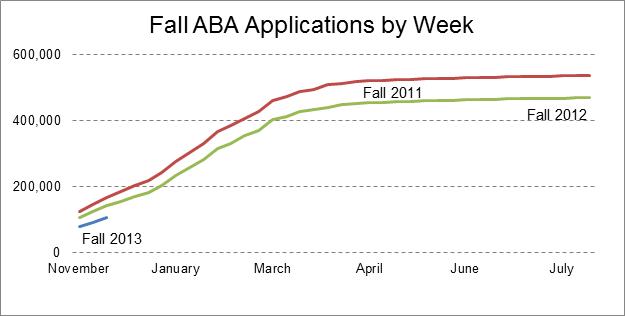 Fall ABA Applications by Week
600,000
Fall 2011
400,000
Fall 2012
200,000
Fall 2013
0
November January March April June July